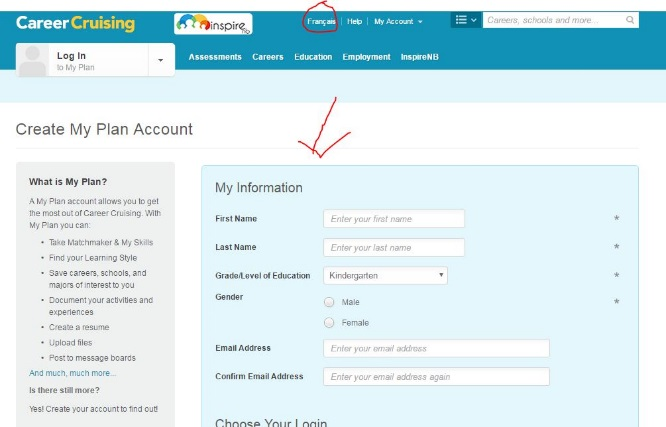 Career Cruising
inspire
Français | Help | My Account
Careers, schools and more...
Log In
to My Plan
Assessments Careers Education Employment InspireNB
Create My Plan Account
What is My Plan?
A My Plan account allows you to get
the most out of Career Cruising. With
My Plan you can:
• Take Matchmaker & My Skills
• Find your Learning Style
• Save careers, schools, and
majors of interest to you
• Document your activities and
experiences
• Create a resume
• Upload files
• Post to message boards
And much, much more...
Is there still more?
Yes! Create your account to find out!
My Information
First Name Enter your first name *
Last Name Enter your last name *
Grade/Level of Education Kindergarten *
Gender Male *
Female
Email Address Enter your email address
Confirm Email Address Enter your email address again
Choose Your Login